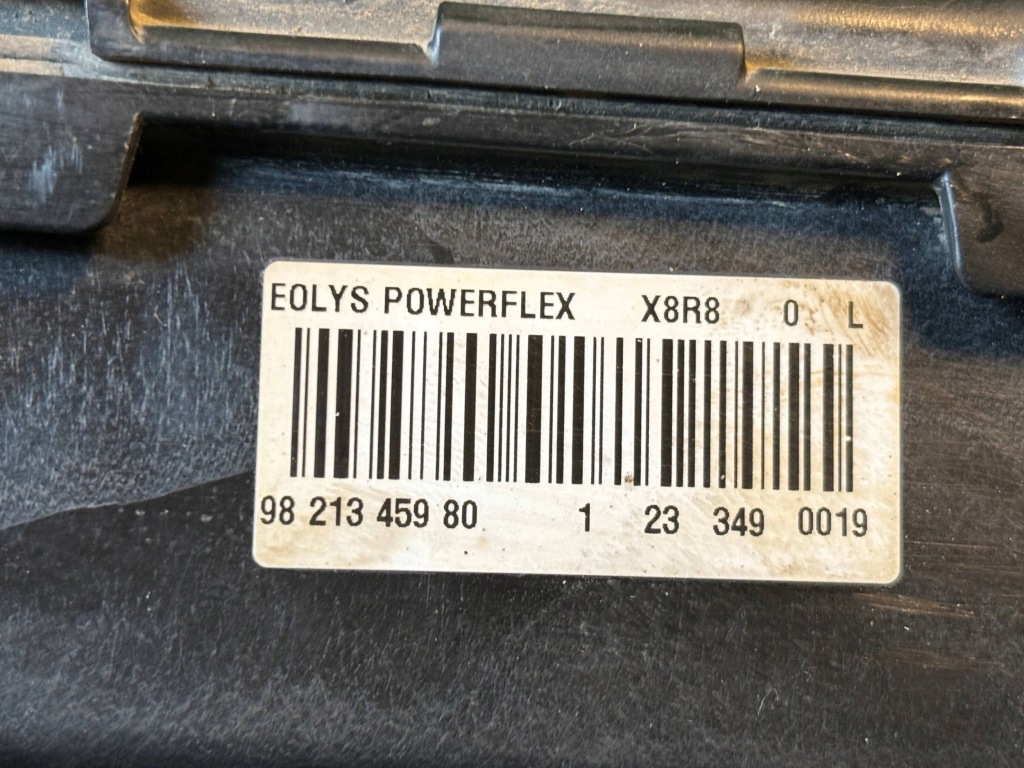 EOLYS POWERFLEX X8R8 0 L
98 213 459 80 1 23 349 0019